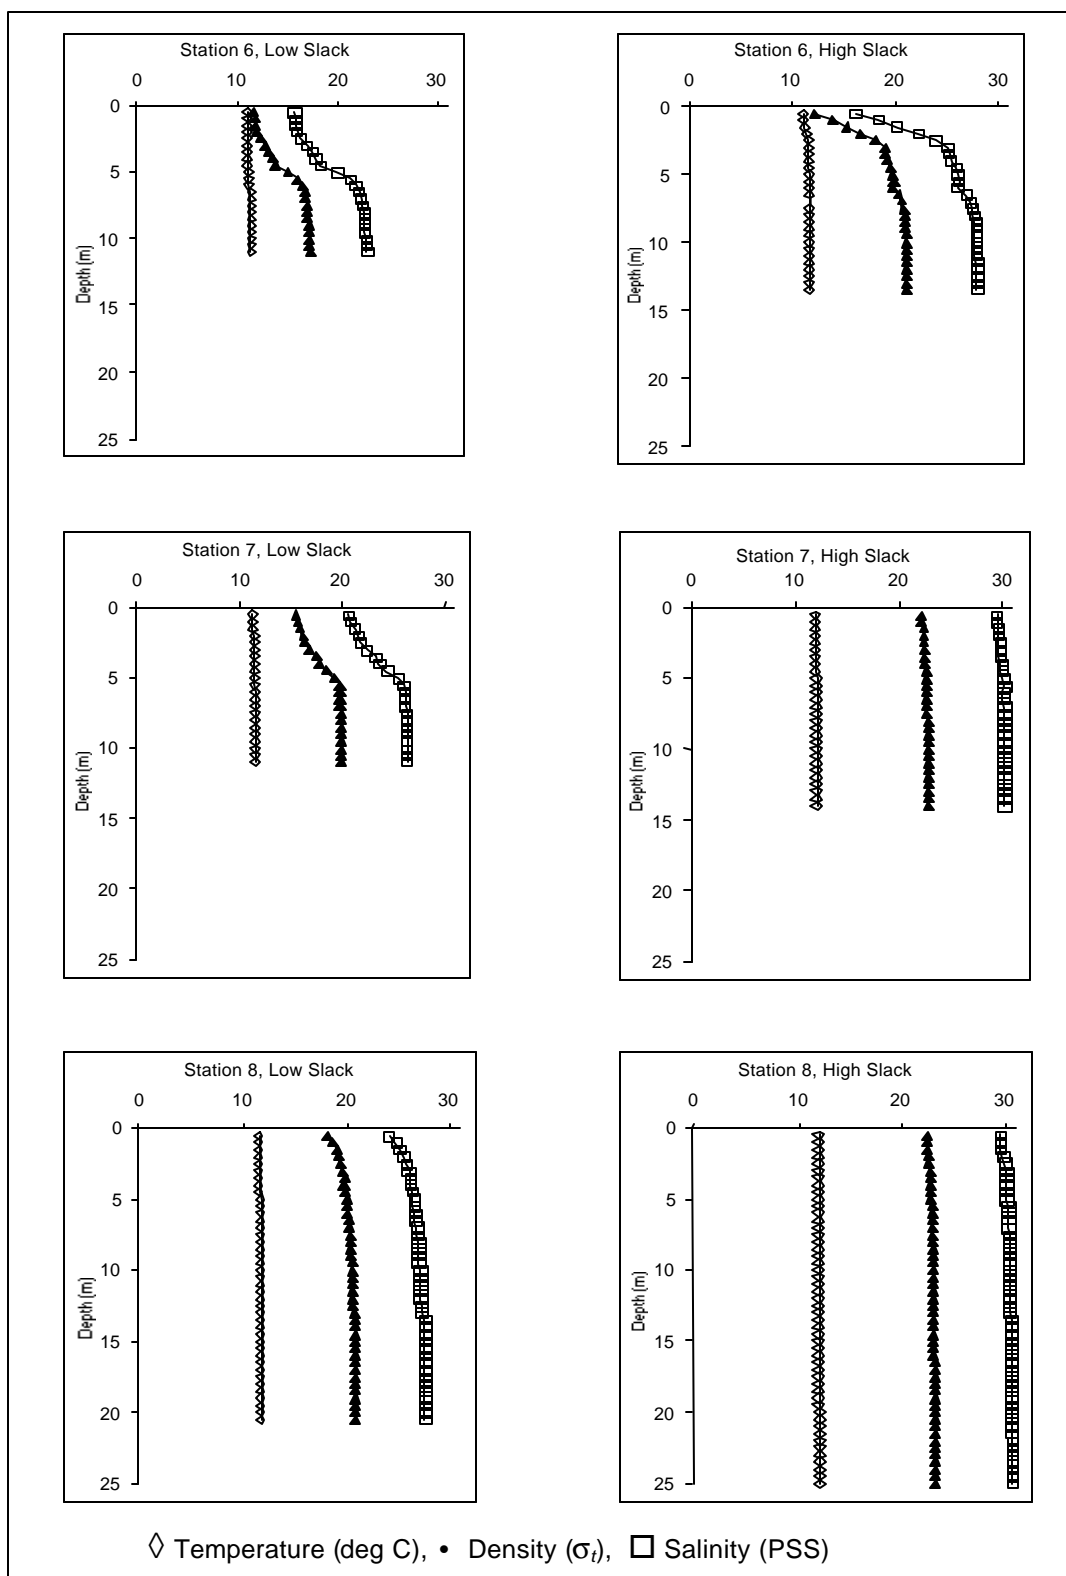 Station 6, Low Slack
0 10 20 30
0
5
10
15
20
25
Depth (m)
Station 6, High Slack
0 10 20 30
0
5
10
15
20
25
Depth (m)
Station 7, Low Slack
0 10 20 30
0
5
10
15
20
25
Depth (m)
Station 7, High Slack
0 10 20 30
0
5
10
15
20
25
Depth (m)
Station 8, Low Slack
0 10 20 30
0
5
10
15
20
25
Depth (m)
Station 8, High Slack
0 10 20 30
0
5
10
15
20
25
Depth (m)
◊ Temperature (deg C), • Density (σt), □ Salinity (PSS)